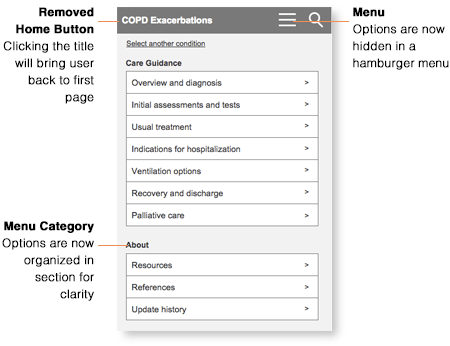 Removed
Home Button
Clicking the title
will bring user
back to first
page
COPD Exacerbations
Menu
Options are now
hidden in a
hamburger menu
Select another condition
Care Guidance
Overview and diagnosis >
Initial assessments and tests >
Usual treatment >
Indications for hospitalization >
Ventilation options >
Recovery and discharge >
Palliative care >
Menu Category
Options are now
organized in
section for
clarity
About
Resources >
References >
Update history >